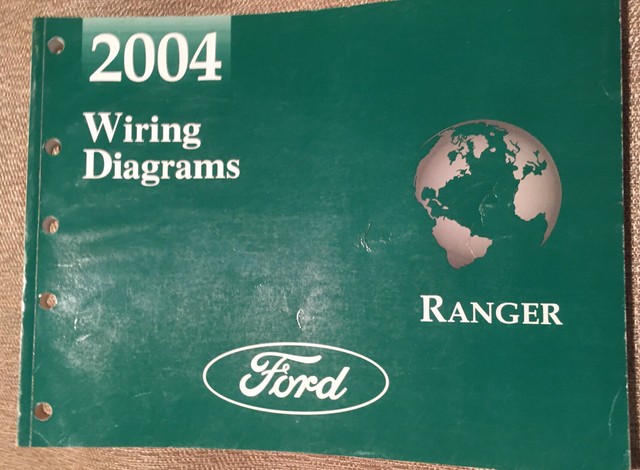 2004
Wiring
Diagrams
RANGER
Ford